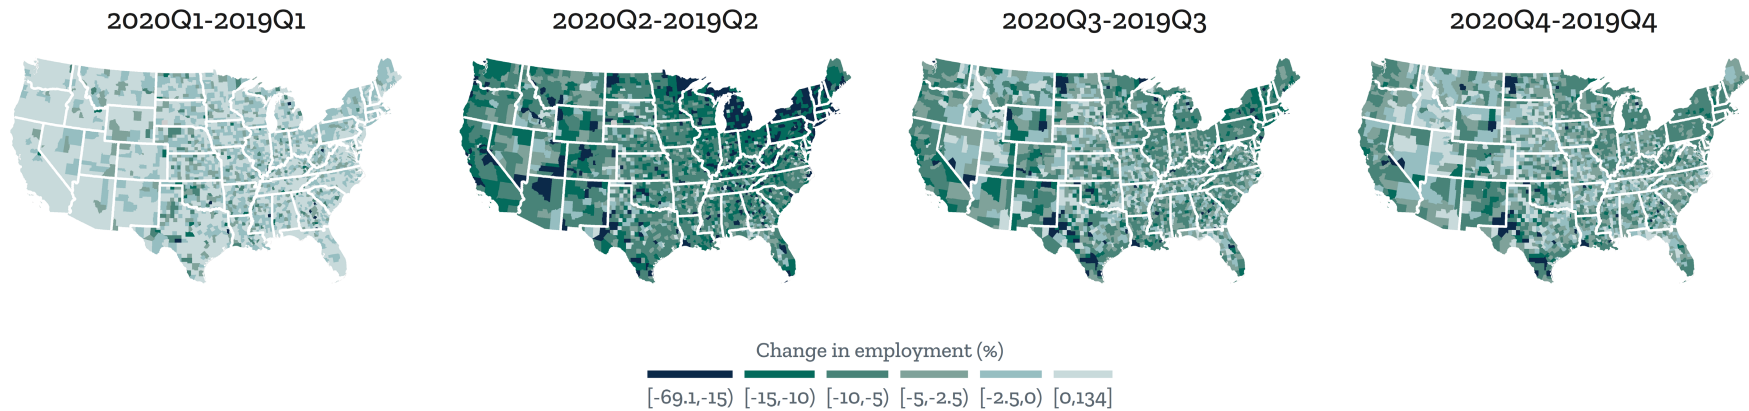 2020Q1-2019Q1 2020Q2-2019Q2 2020Q3-2019Q3 2020Q4-2019Q4
Change in employment (%)
[-69.1,-15) [-15,-10) [-10,-5) [-5,-2.5) [-2.5,0) [0,134]